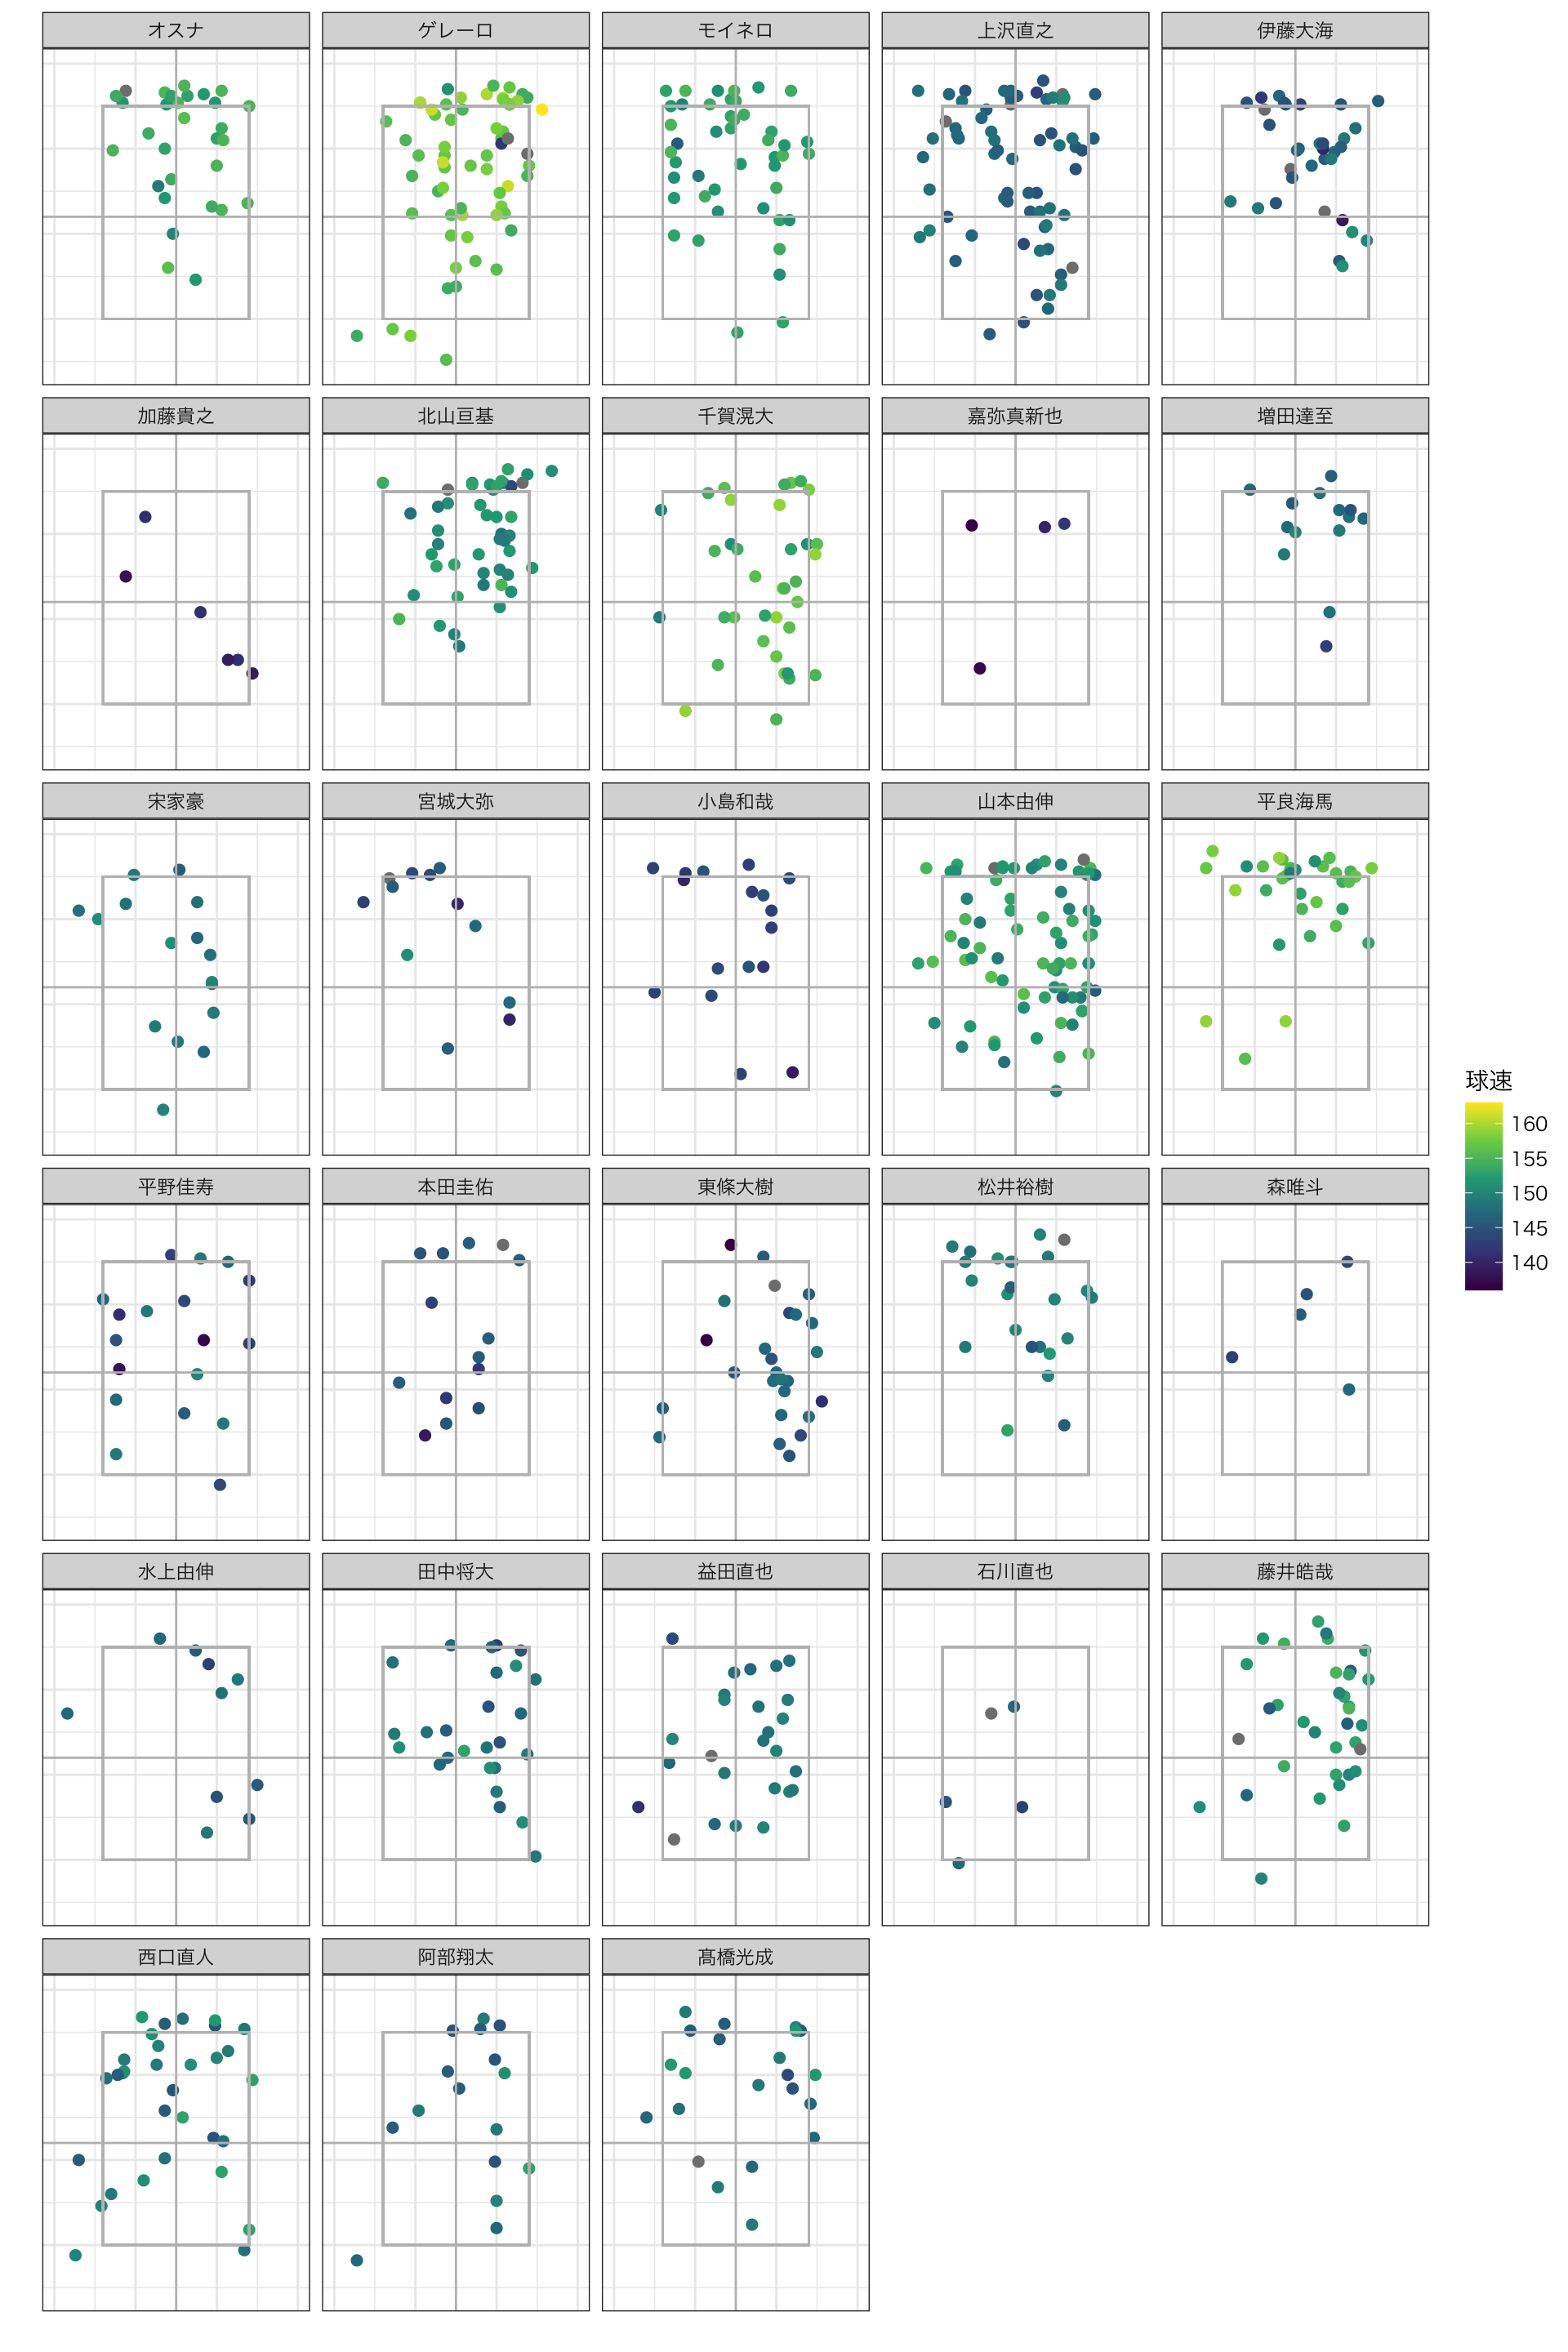 オスナ
ゲレーロ
モイネロ
上沢直之
伊藤大海
加藤貴之
北山亘基
千賀滉大
嘉弥真新也
増田達至
宋家豪
宮城大弥
小島和哉
山本由伸
平良海馬
平野佳寿
本田圭佑
東條大樹
松井裕樹
森唯斗
水上由伸
田中将大
益田直也
石川直也
藤井皓哉
西口直人
阿部翔太
髙橋光成
球速
160
155
150
145
140